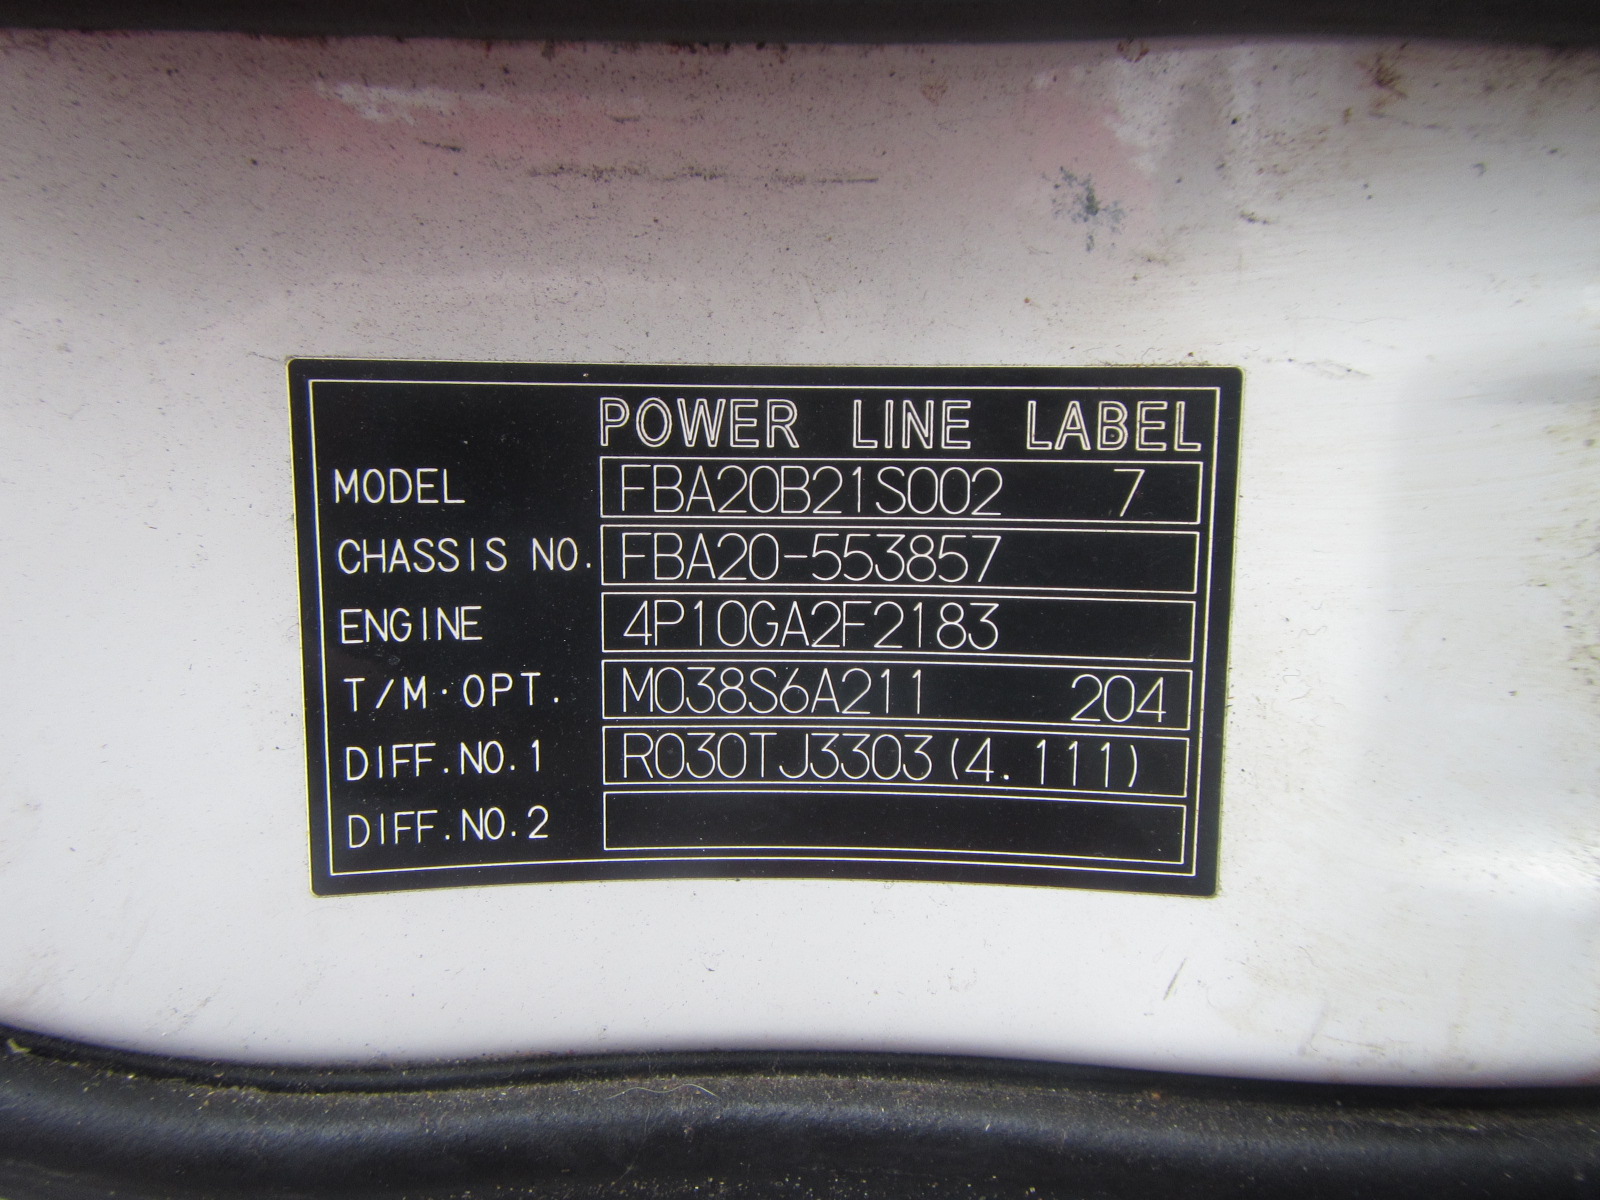 POWER LINE LABEL
MODEL FBA20B21S002 7
CHASSIS NO. FBA20-553857
ENGINE 4P10GA2F2183
T/M·OPT. M038S6A211 204
DIFF.NO.1 R030TJ3303(4.111)
DIFF.NO.2